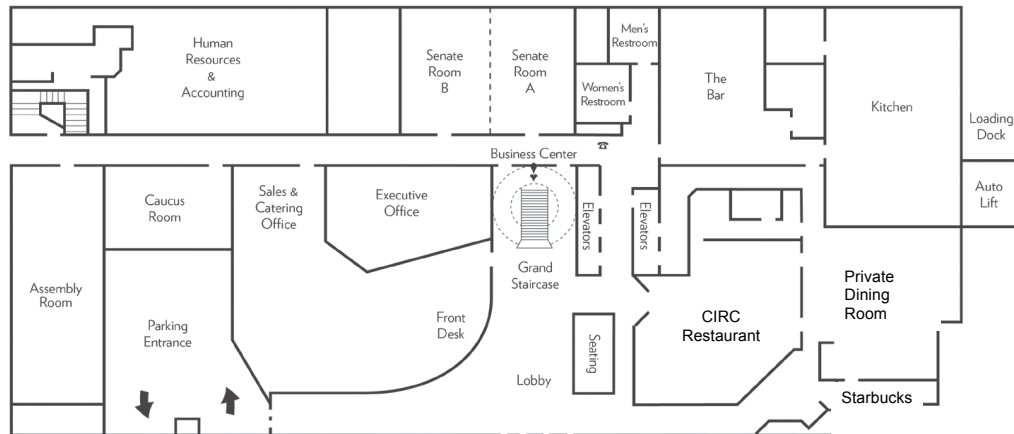 Human
Resources
&
Accounting
Senate
Room
B
Senate
Room
A
Men's
Restroom
Women's
Restroom
The
Bar
Kitchen
Loading
Dock
Auto
Lift
Business Center
Caucus
Room
Sales &
Catering
Office
Executive
Office
Elevators
Elevators
Assembly
Room
Parking
Entrance
Front
Desk
Grand
Staircase
CIRC
Restaurant
Private
Dining
Room
Seating
Lobby
Starbucks